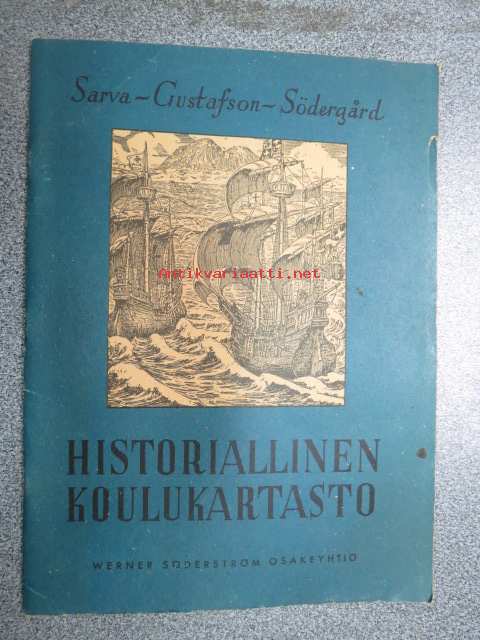 Sarva - Gustafson - Södergård
Antikvariaatti.net
HISTORIALLINEN
KOULUKARTASTO
WERNER SÖDERSTRÖM OSAKEYHTIÖ